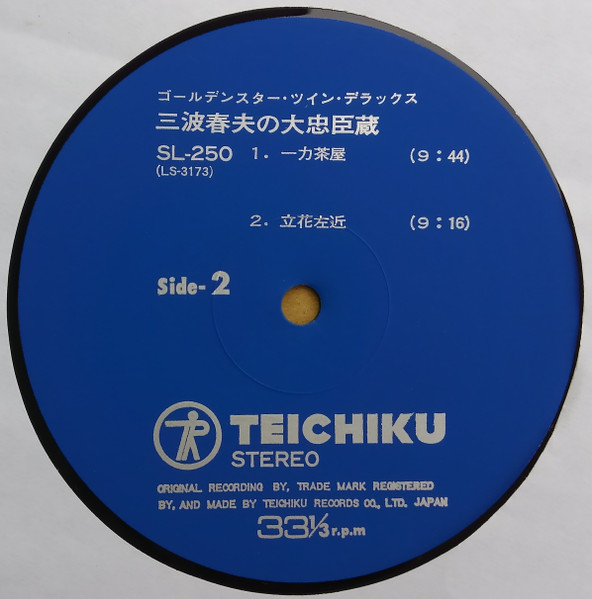 ゴールデンスター・ツイン・デラックス
三波春夫の大忠臣蔵
SL-250 1. 一力茶屋 (9:44)
(LS-3173)
2. 立花左近 (9:16)
Side-2
TEICHIKU
STEREO
ORIGINAL RECORDING BY, TRADE MARK REGISTERED
BY, AND MADE BY TEICHIKU RECORDS CO., LTD. JAPAN
33 1/3 r.p.m